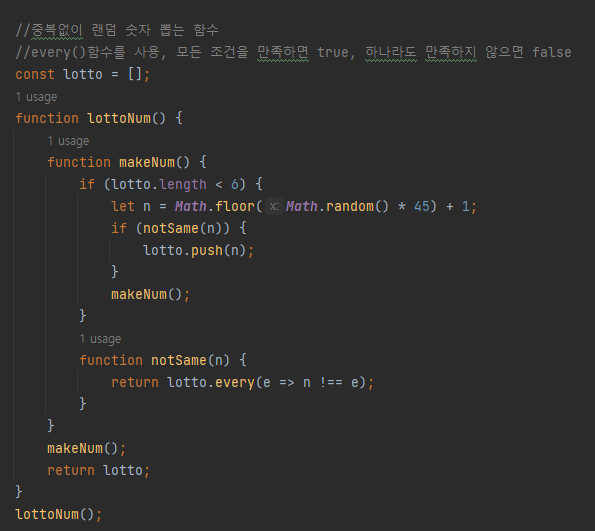 //중복없이 랜덤 숫자 뽑는 함수
//every()함수를 사용, 모든 조건을 만족하면 true, 하나라도 만족하지 않으면 false
const lotto = [];
1 usage
function lottoNum() {
1 usage
function makeNum() {
if (lotto.length < 6) {
let n = Math.floor( x: Math.random() * 45) + 1;
if (notSame(n)) {
lotto.push(n);
}
makeNum();
}
1 usage
function notSame(n) {
return lotto.every(e => n !== e);
}
}
makeNum();
return lotto;
}
lottoNum();